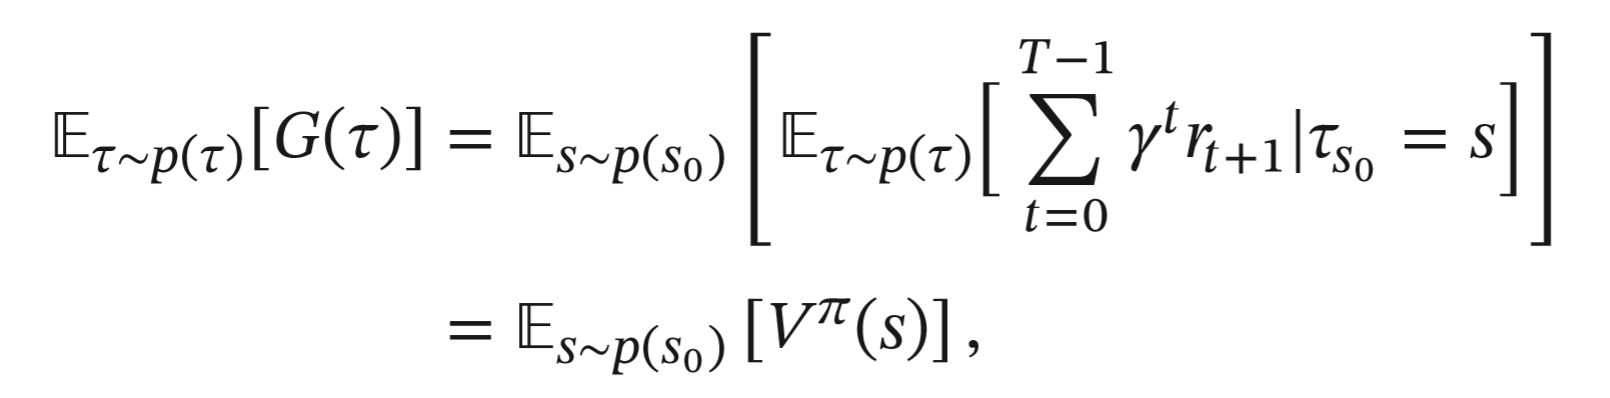 𝔼_{τ∼p(τ)}[G(τ)] = 𝔼_{s∼p(s_0)} [ 𝔼_{τ∼p(τ)} [ ∑_{t=0}^{T−1} γ^t r_{t+1} | τ_{s_0} = s ] ]
= 𝔼_{s∼p(s_0)} [V^π(s)] ,